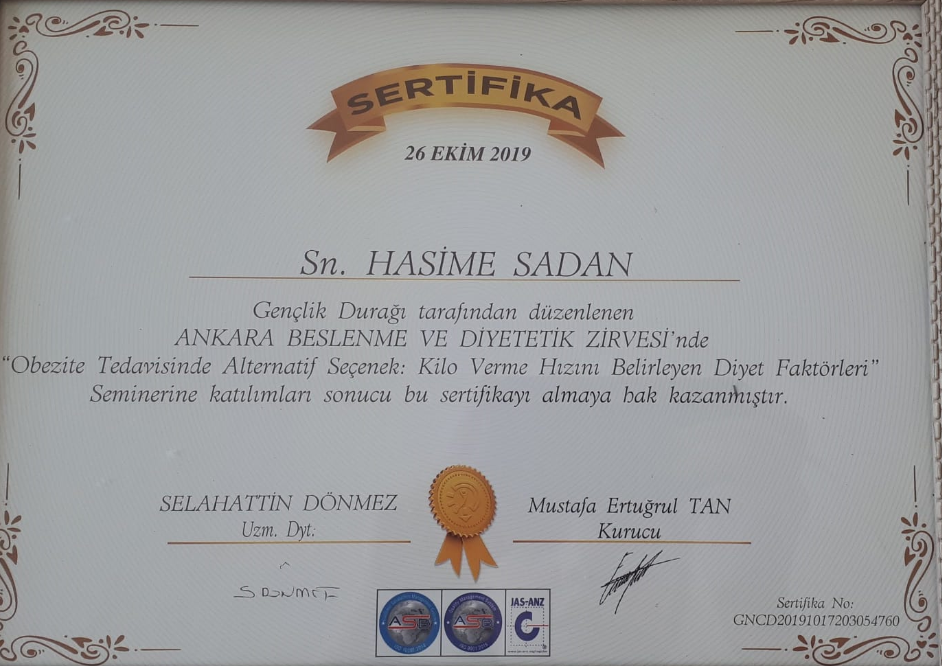 SERTİFİKA
26 EKİM 2019
Sn. HASİME SADAN
Gençlik Durağı tarafından düzenlenen
ANKARA BESLENME VE DİYETETİK ZİRVESİ'nde
“Obezite Tedavisinde Alternatif Seçenek: Kilo Verme Hızını Belirleyen Diyet Faktörleri”
Seminerine katılımları sonucu bu sertifikayı almaya hak kazanmıştır.
SELAHATTİN DÖNMEZ
Uzm. Dyt.
Mustafa Ertuğrul TAN
Kurucu
ASB
ASB
JAS-ANZ
Sertifika No:
GNCD20191017203054760